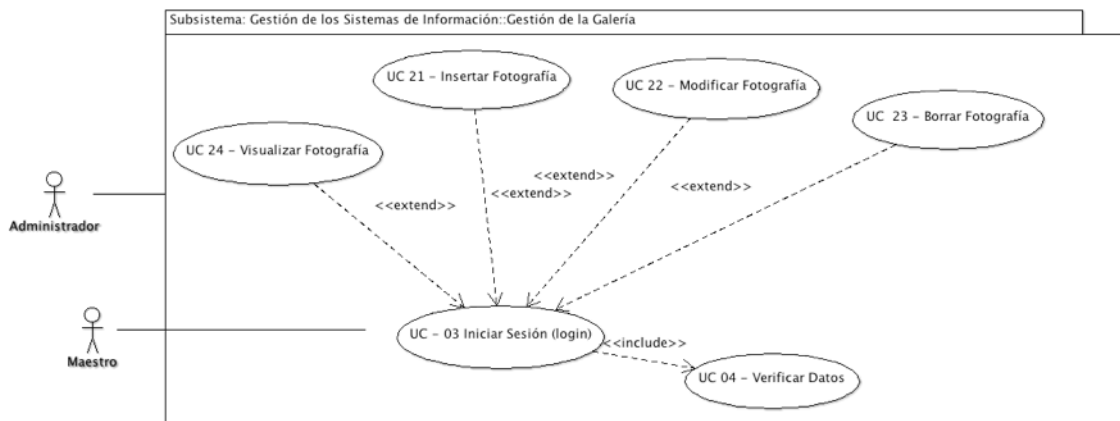 Subsistema: Gestión de los Sistemas de Información::Gestión de la Galería
UC 21 - Insertar Fotografía
UC 22 - Modificar Fotografía
UC 23 - Borrar Fotografía
UC 24 - Visualizar Fotografía
<<extend>>
<<extend>>
<<extend>>
<<extend>>
Administrador
Maestro
UC - 03 Iniciar Sesión (login)
<<include>>
UC 04 - Verificar Datos